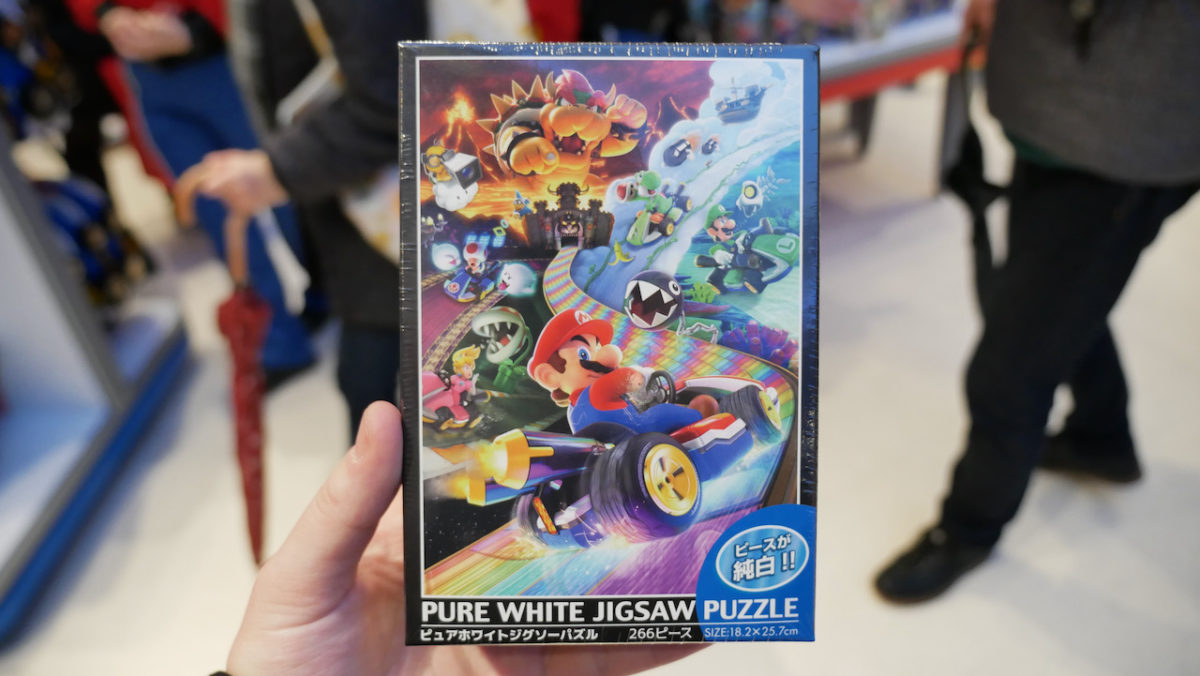 ピースが
純白!!
PURE WHITE JIGSAW PUZZLE
ピュアホワイトジグソーパズル 266ピース SIZE:18.2×25.7cm